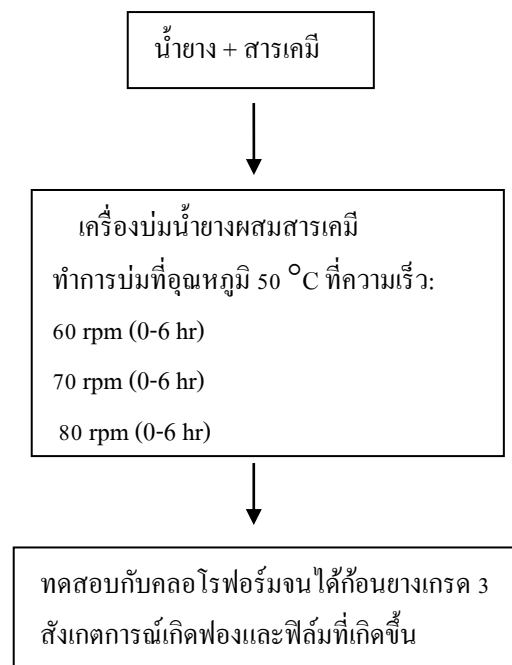 น้ำยาง + สารเคมี
เครื่องบ่มน้ำยางผสมสารเคมี
ทำการบ่มที่อุณหภูมิ 50 °C ที่ความเร็ว:
60 rpm (0-6 hr)
70 rpm (0-6 hr)
80 rpm (0-6 hr)
ทดสอบกับคลอโรฟอร์มจนได้ก้อนยางเกรด 3
สังเกตการณ์เกิดฟองและฟิล์มที่เกิดขึ้น